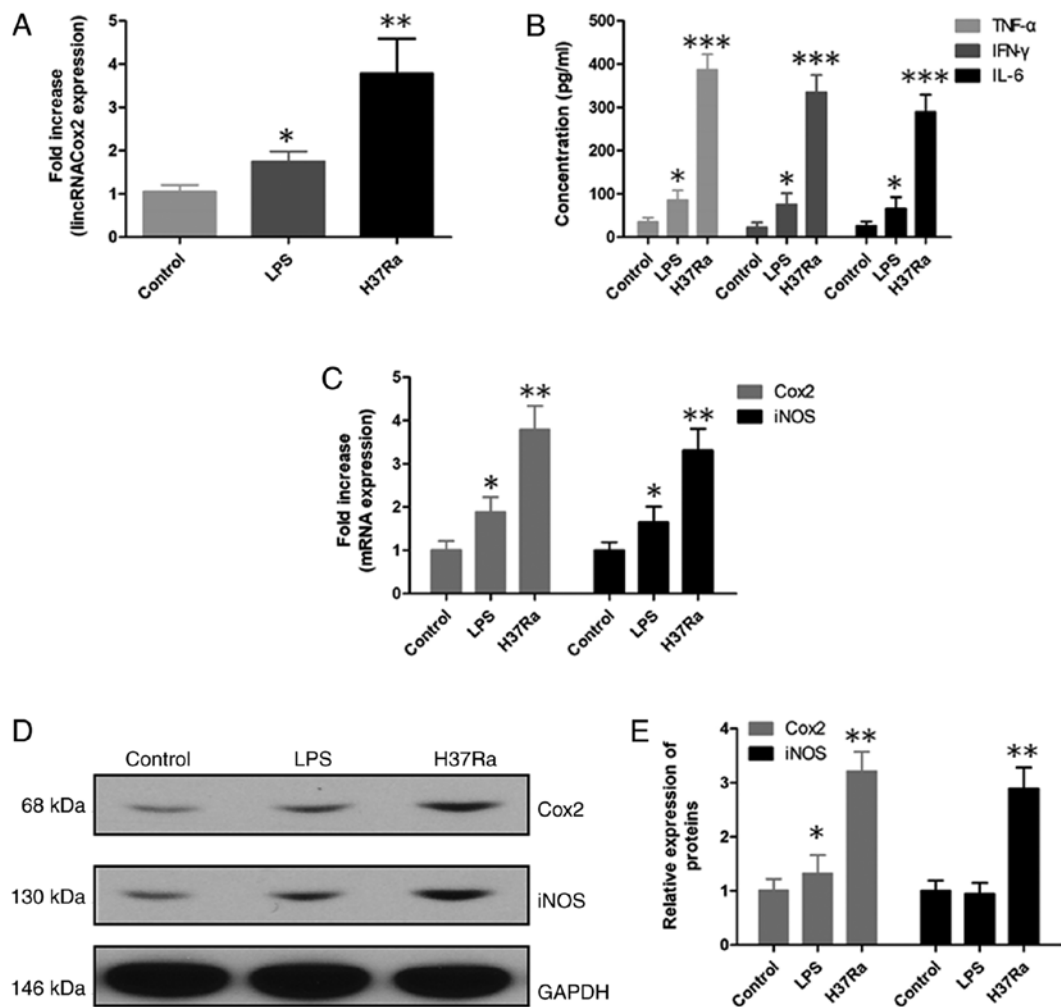 A
Fold increase
(lincRNACox2 expression)
5
4
3
2
1
0
*
**
Control
LPS
H37Ra
B
Concentration (pg/ml)
500
400
300
200
100
0
*
***
*
***
*
***
TNF-α
IFN-γ
IL-6
Control
LPS
H37Ra
Control
LPS
H37Ra
Control
LPS
H37Ra
C
Fold increase
(mRNA expression)
5
4
3
2
1
0
*
**
*
**
Cox2
iNOS
Control
LPS
H37Ra
Control
LPS
H37Ra
D
Control LPS H37Ra
68 kDa Cox2
130 kDa iNOS
146 kDa GAPDH
E
Relative expression of
proteins
4
3
2
1
0
Cox2
iNOS
*
**
**
Control
LPS
H37Ra
Control
LPS
H37Ra